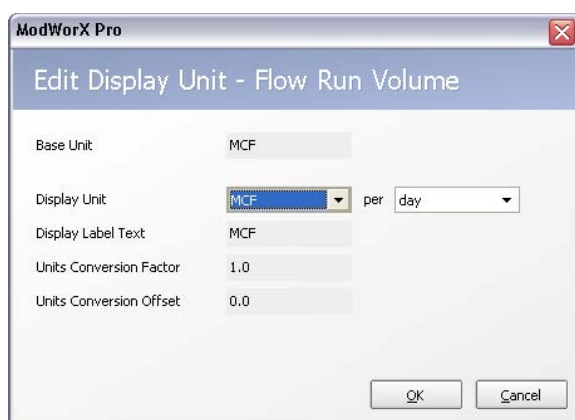 ModWorX Pro
Edit Display Unit - Flow Run Volume
Base Unit MCF
Display Unit MCF per day
Display Label Text MCF
Units Conversion Factor 1.0
Units Conversion Offset 0.0
OK Cancel